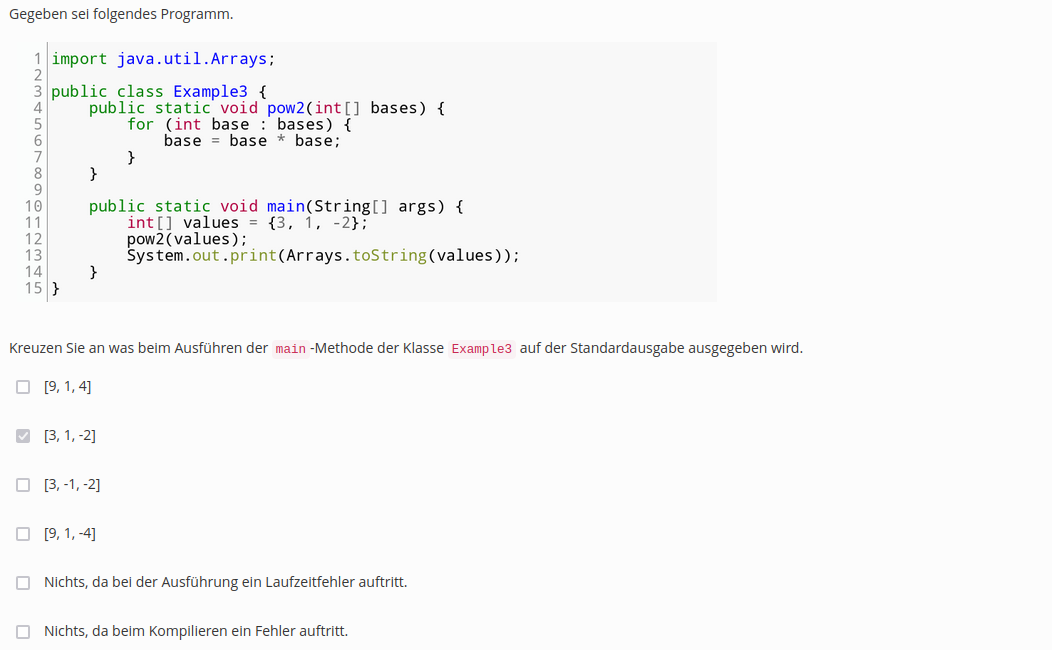 Gegeben sei folgendes Programm.
1 import java.util.Arrays;
2
3 public class Example3 {
4     public static void pow2(int[] bases) {
5         for (int base : bases) {
6             base = base * base;
7         }
8     }
9
10     public static void main(String[] args) {
11         int[] values = {3, 1, -2};
12         pow2(values);
13         System.out.print(Arrays.toString(values));
14     }
15 }
Kreuzen Sie an was beim Ausführen der main -Methode der Klasse Example3 auf der Standardausgabe ausgegeben wird.
[9, 1, 4]
[3, 1, -2]
[3, -1, -2]
[9, 1, -4]
Nichts, da bei der Ausführung ein Laufzeitfehler auftritt.
Nichts, da beim Kompilieren ein Fehler auftritt.